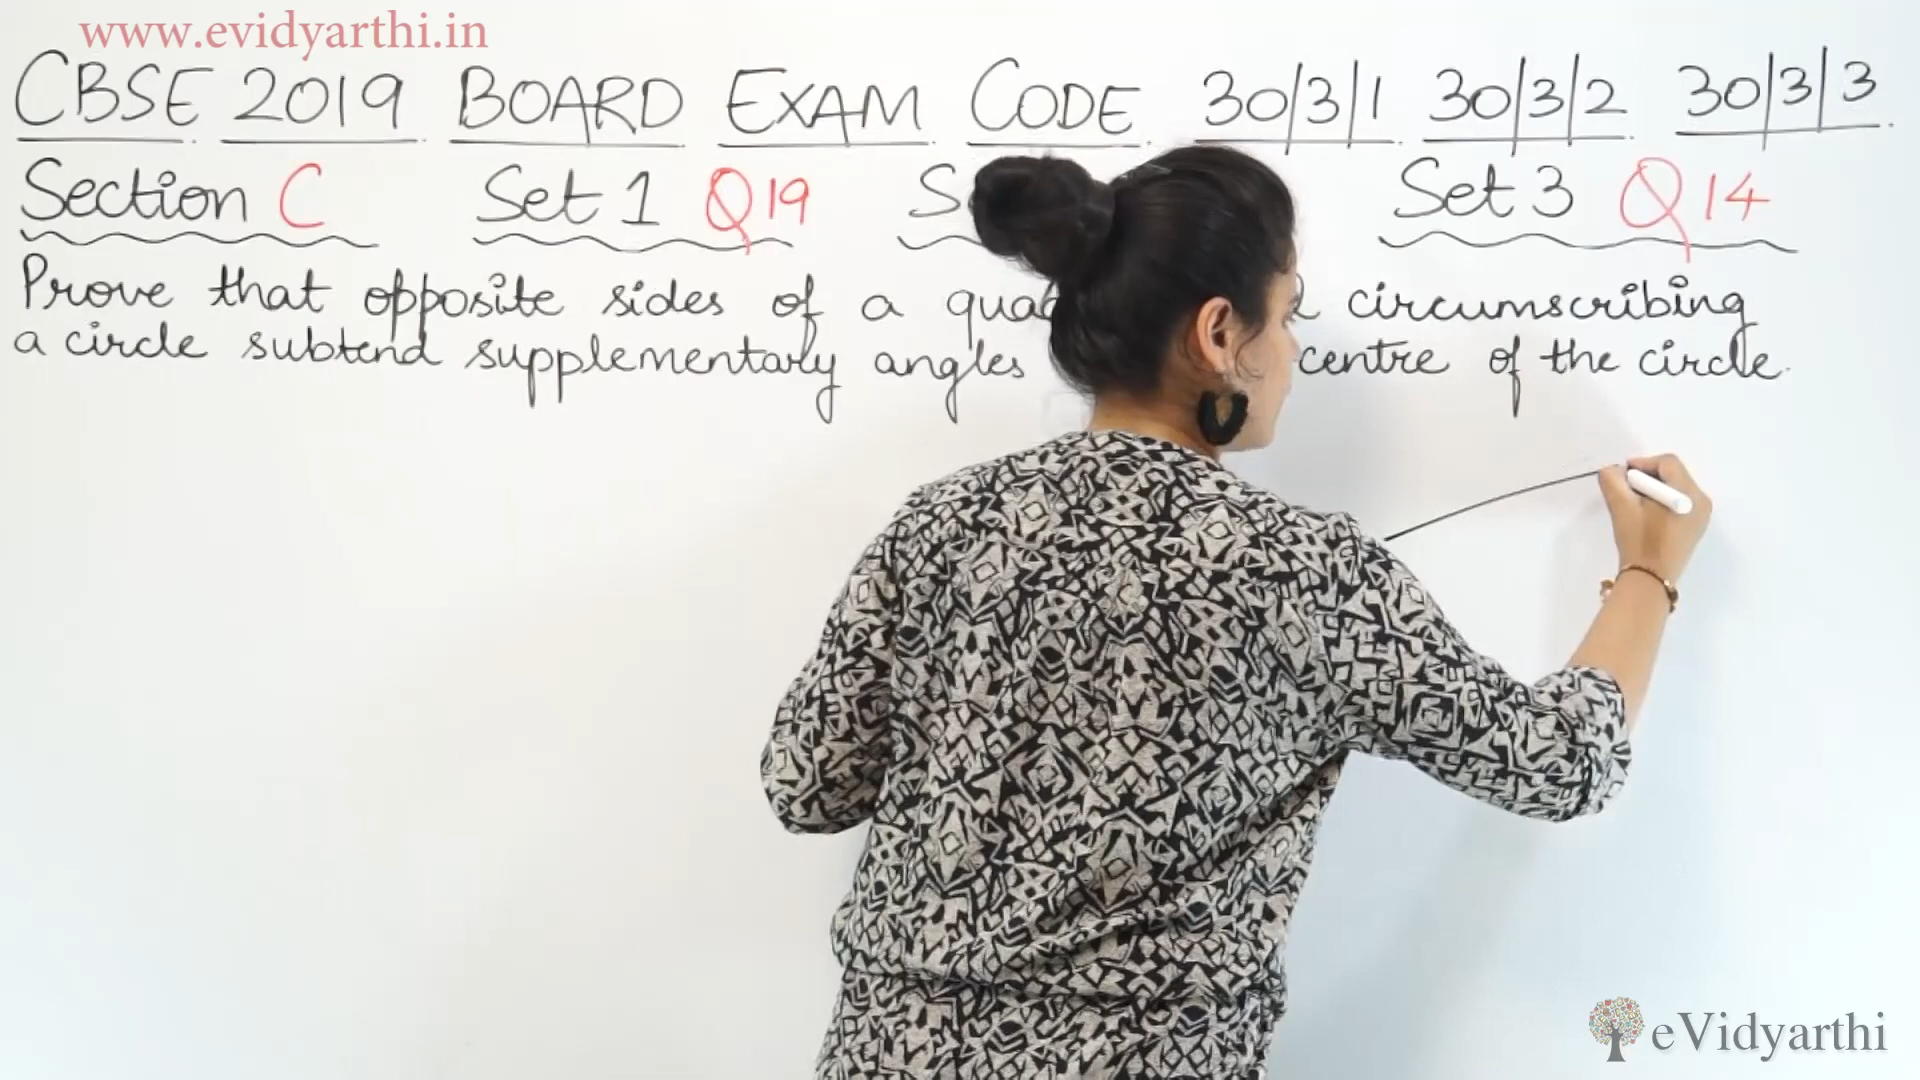 www.evidyarthi.in
CBSE 2019 BOARD EXAM CODE 30/3/1 30/3/2 30/3/3
Section C Set 1 Q19 Set 3 Q14
Prove that opposite sides of a circumscribing
a circle subtend supplementary angles centre of the circle.
eVidyarthi